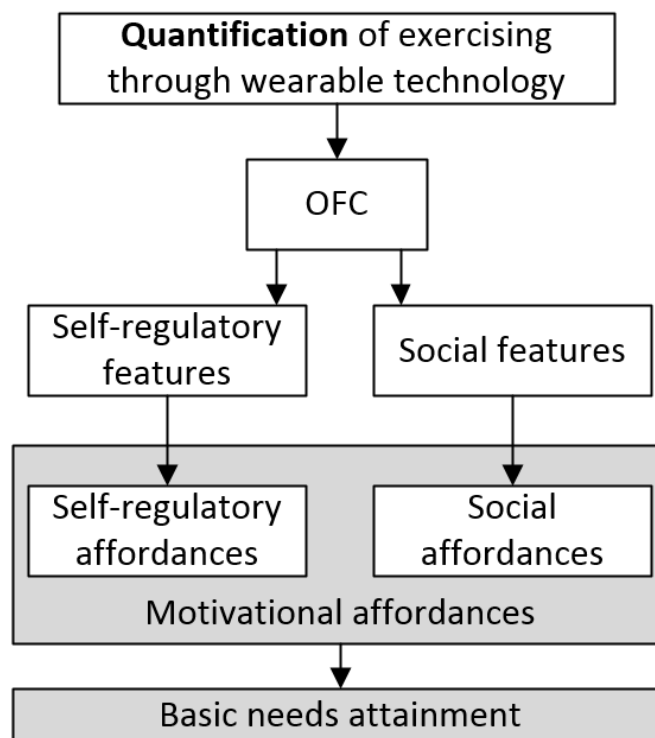 Quantification of exercising
through wearable technology
OFC
Self-regulatory
features
Social features
Self-regulatory
affordances
Social
affordances
Motivational affordances
Basic needs attainment